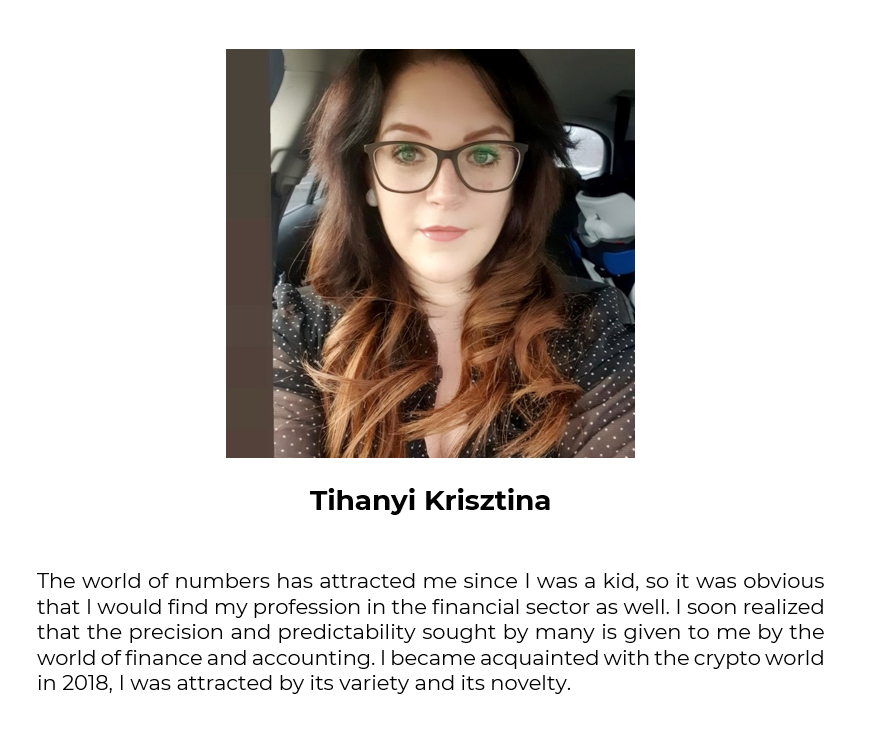 Tihanyi Krisztina
The world of numbers has attracted me since I was a kid, so it was obvious
that I would find my profession in the financial sector as well. I soon realized
that the precision and predictability sought by many is given to me by the
world of finance and accounting. I became acquainted with the crypto world
in 2018, I was attracted by its variety and its novelty.